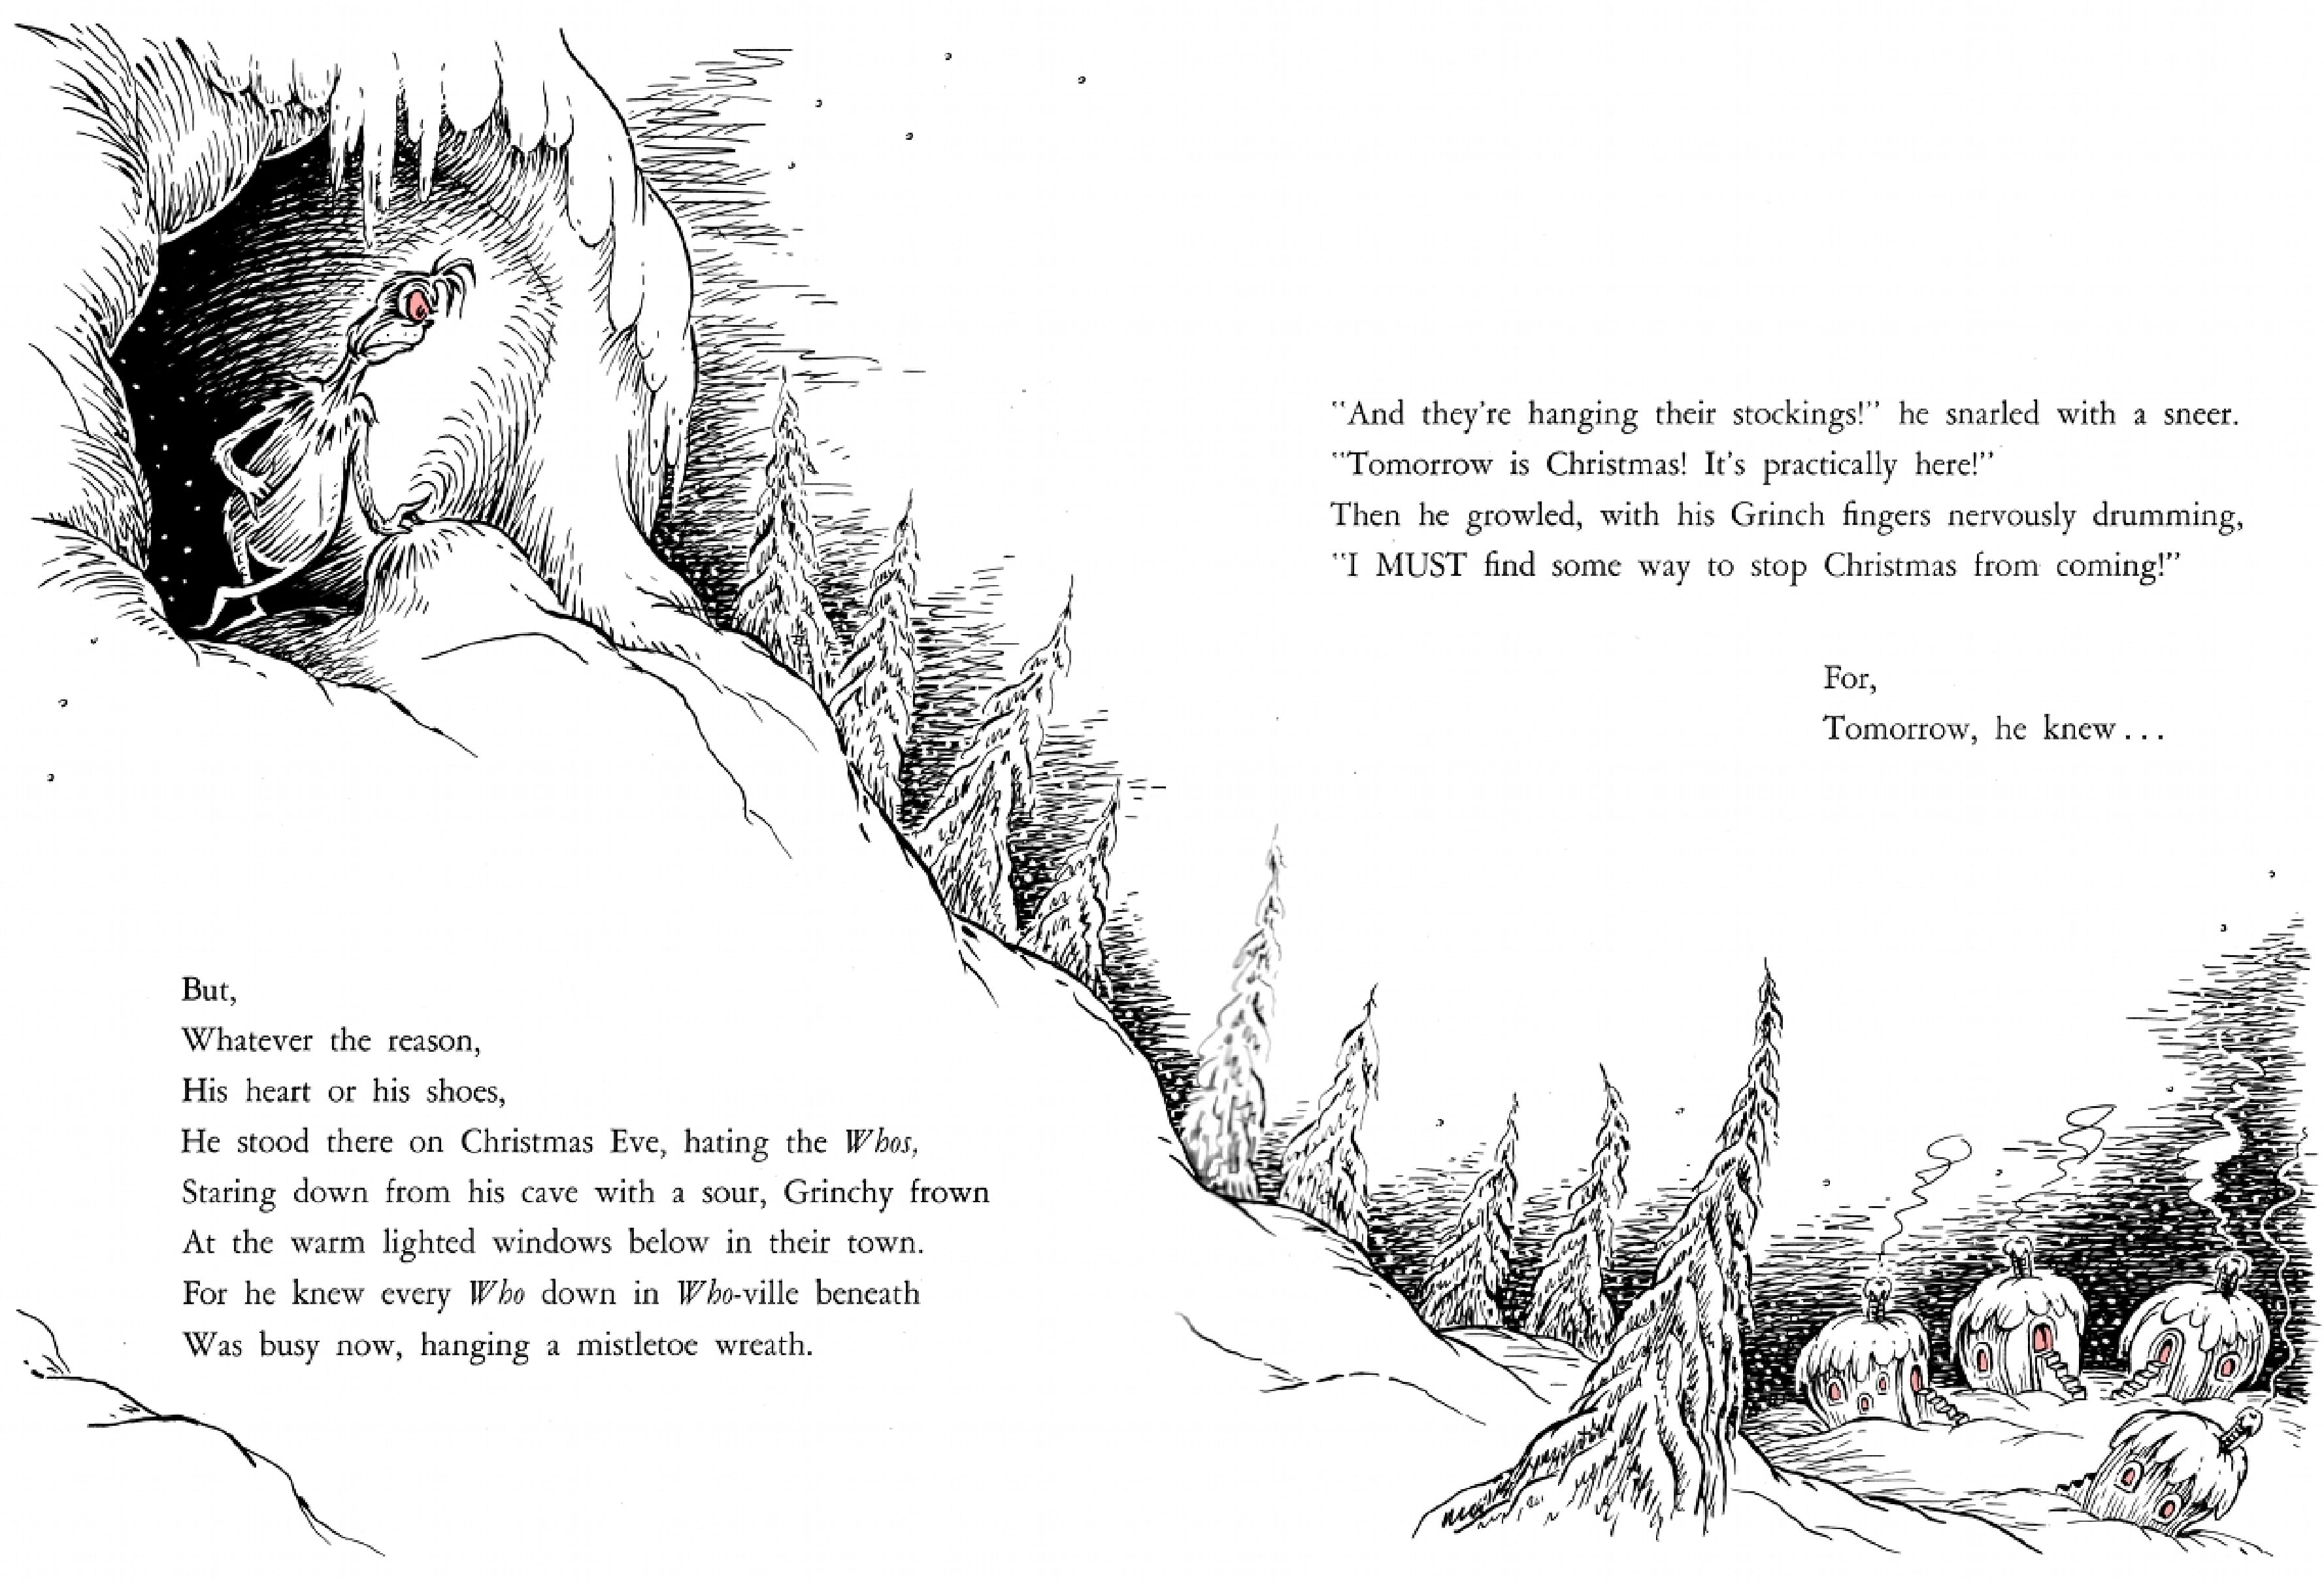 But,
Whatever the reason,
His heart or his shoes,
He stood there on Christmas Eve, hating the Whos,
Staring down from his cave with a sour, Grinchy frown
At the warm lighted windows below in their town.
For he knew every Who down in Who-ville beneath
Was busy now, hanging a mistletoe wreath.
"And they're hanging their stockings!" he snarled with a sneer.
"Tomorrow is Christmas! It's practically here!"
Then he growled, with his Grinch fingers nervously drumming,
"I MUST find some way to stop Christmas from coming!"
For,
Tomorrow, he knew...